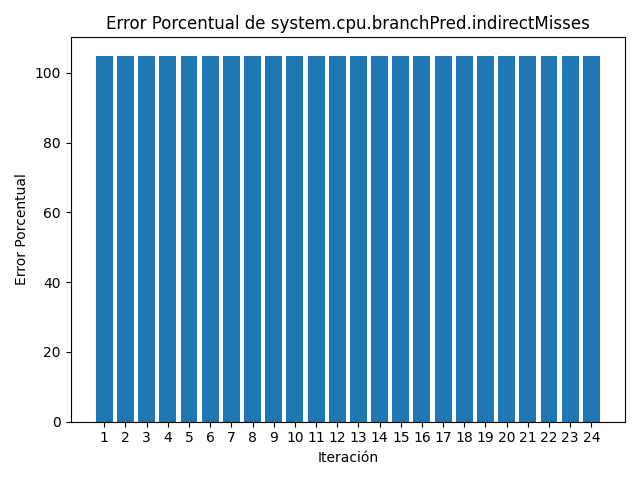 Error Porcentual de system.cpu.branchPred.indirectMisses
Error Porcentual
100
80
60
40
20
0
1 2 3 4 5 6 7 8 9 10 11 12 13 14 15 16 17 18 19 20 21 22 23 24
Iteración